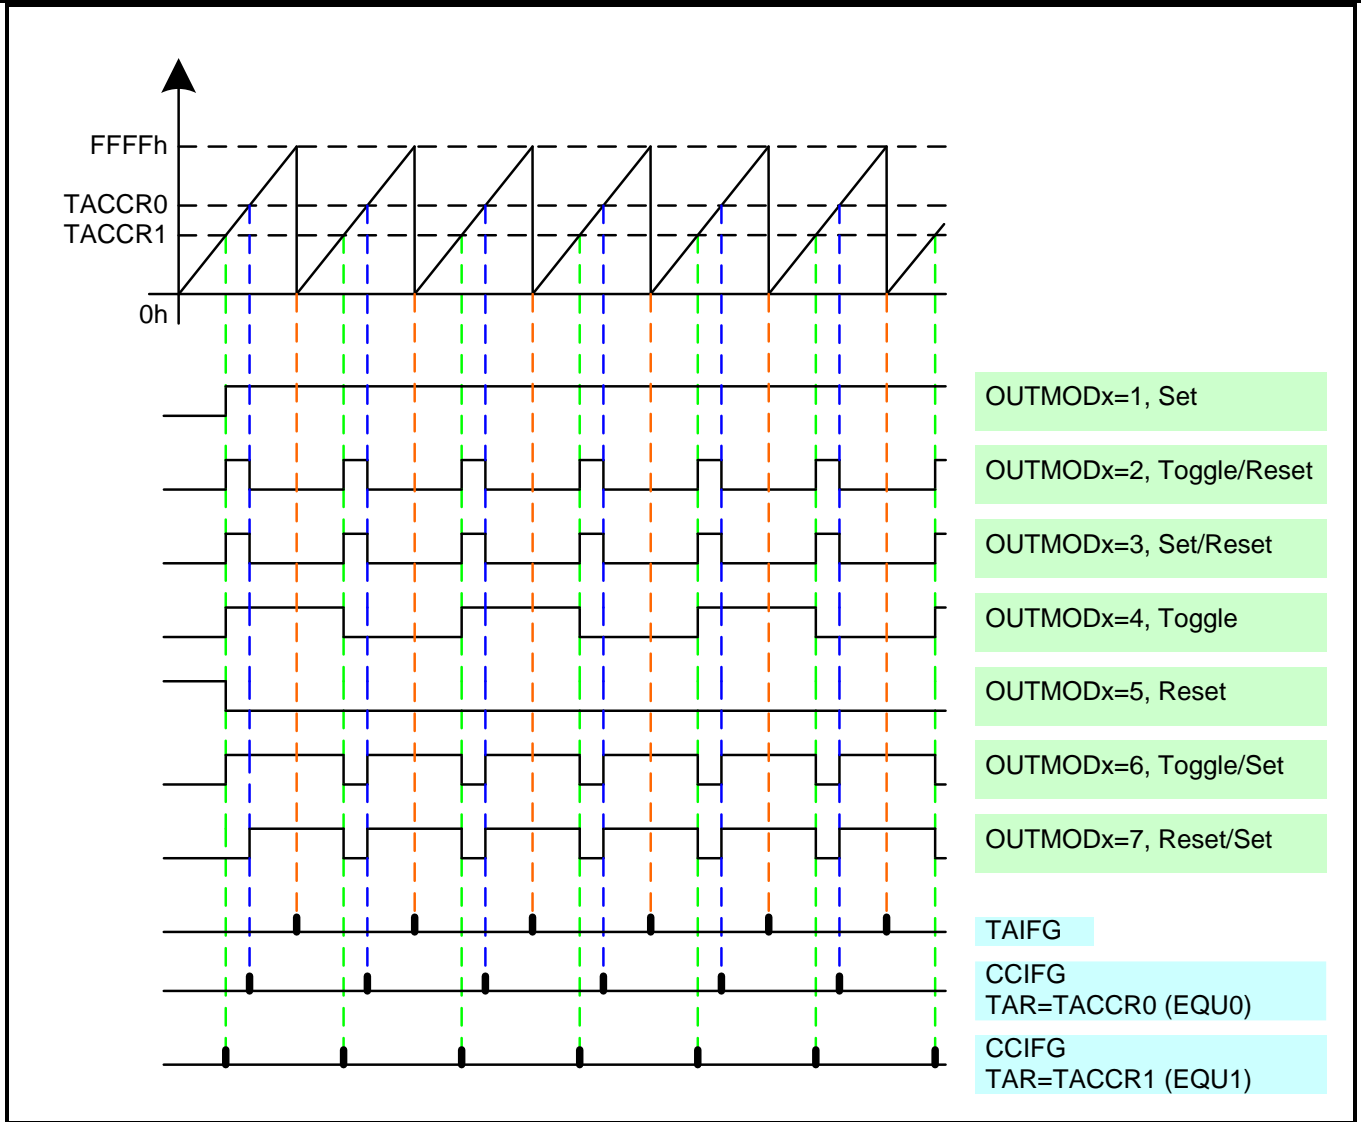 FFFFh
TACCR0
TACCR1
0h
OUTMODx=1, Set
OUTMODx=2, Toggle/Reset
OUTMODx=3, Set/Reset
OUTMODx=4, Toggle
OUTMODx=5, Reset
OUTMODx=6, Toggle/Set
OUTMODx=7, Reset/Set
TAIFG
CCIFG
TAR=TACCR0 (EQU0)
CCIFG
TAR=TACCR1 (EQU1)